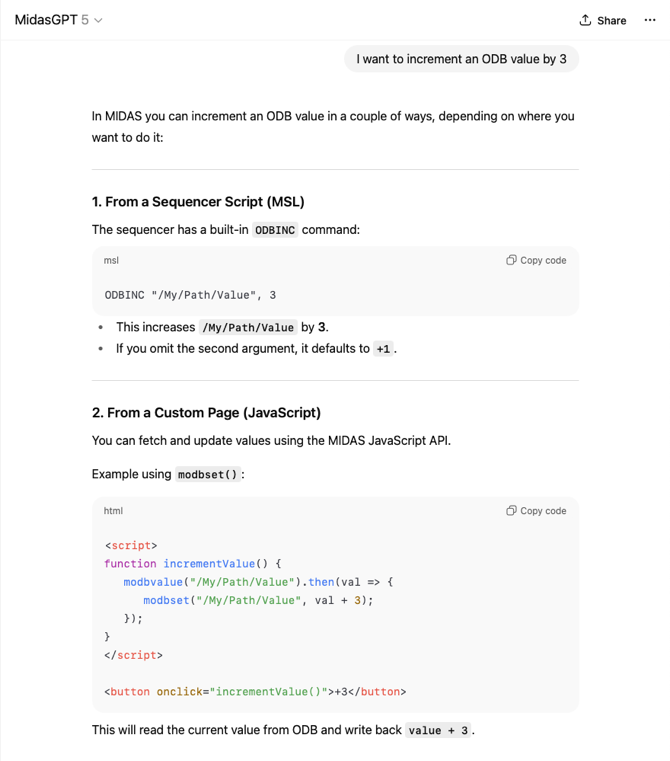 MidasGPT 5
Share
I want to increment an ODB value by 3
In MIDAS you can increment an ODB value in a couple of ways, depending on where you
want to do it:
1. From a Sequencer Script (MSL)
The sequencer has a built-in ODBINC command:
msl
Copy code
ODBINC "/My/Path/Value", 3
• This increases /My/Path/Value by 3.
• If you omit the second argument, it defaults to +1.
2. From a Custom Page (JavaScript)
You can fetch and update values using the MIDAS JavaScript API.
Example using modbset():
html
Copy code
<script>
function incrementValue() {
   modbvalue("/My/Path/Value").then(val => {
      modbset("/My/Path/Value", val + 3);
   });
}
</script>
<button onclick="incrementValue()">+3</button>
This will read the current value from ODB and write back value + 3.